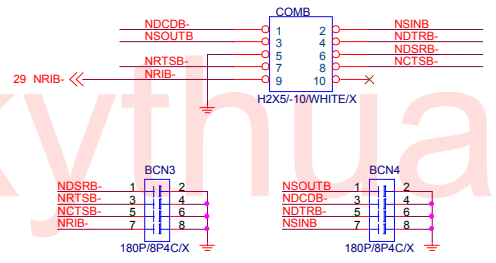 COMB
NDCDB- 1 2 NSINB
NSOUTB 3 4 NDTRB-
5 6 NDSRB-
NRTSB- 7 8 NCTSB-
29 NRIB- NRIB- 9 10
H2X5/-10/WHITE/X
kythua
BCN3
NDSRB- 1 2
NRTSB- 3 4
NCTSB- 5 6
NRIB- 7 8
180P/8P4C/X
BCN4
NSOUTB 1 2
NDCDB- 3 4
NDTRB- 5 6
NSINB 7 8
180P/8P4C/X